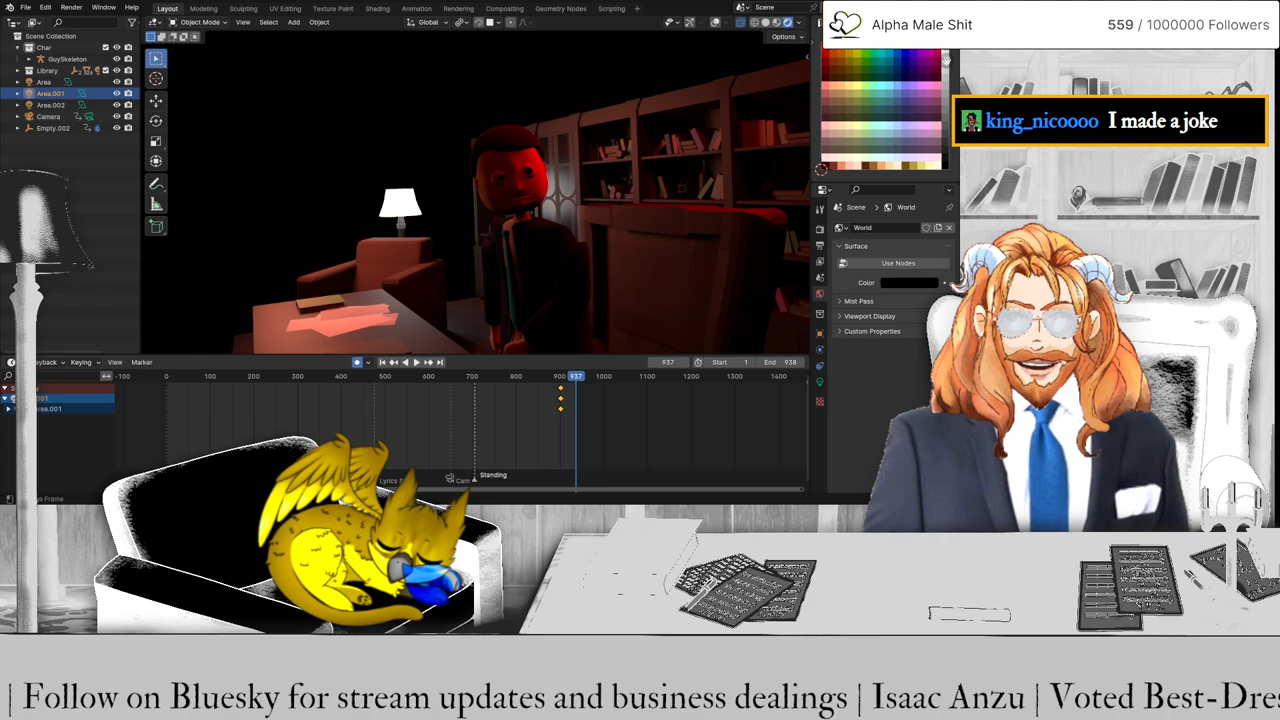 File Edit Render Window Help
Layout Modeling Sculpting UV Editing Texture Paint Shading Animation Rendering Compositing Geometry Nodes Scripting
Scene
Object Mode View Select Add Object Global
Options
Scene Collection
Char
GuySkeleton
Library
Area
Area.001
Area.002
Camera
Empty.002
Alpha Male Shit 559 / 1000000 Followers
king_nicoooo I made a joke
Scene World
World
Surface
Use Nodes
Color
Mist Pass
Viewport Display
Custom Properties
Keying View Marker
937 Start 1 End 938
-100 0 100 200 300 400 500 600 700 800 900 937 1000 1100 1200 1300 1400
Standing
| Follow on Bluesky for stream updates and business dealings | Isaac Anzu | Voted Best-Dre